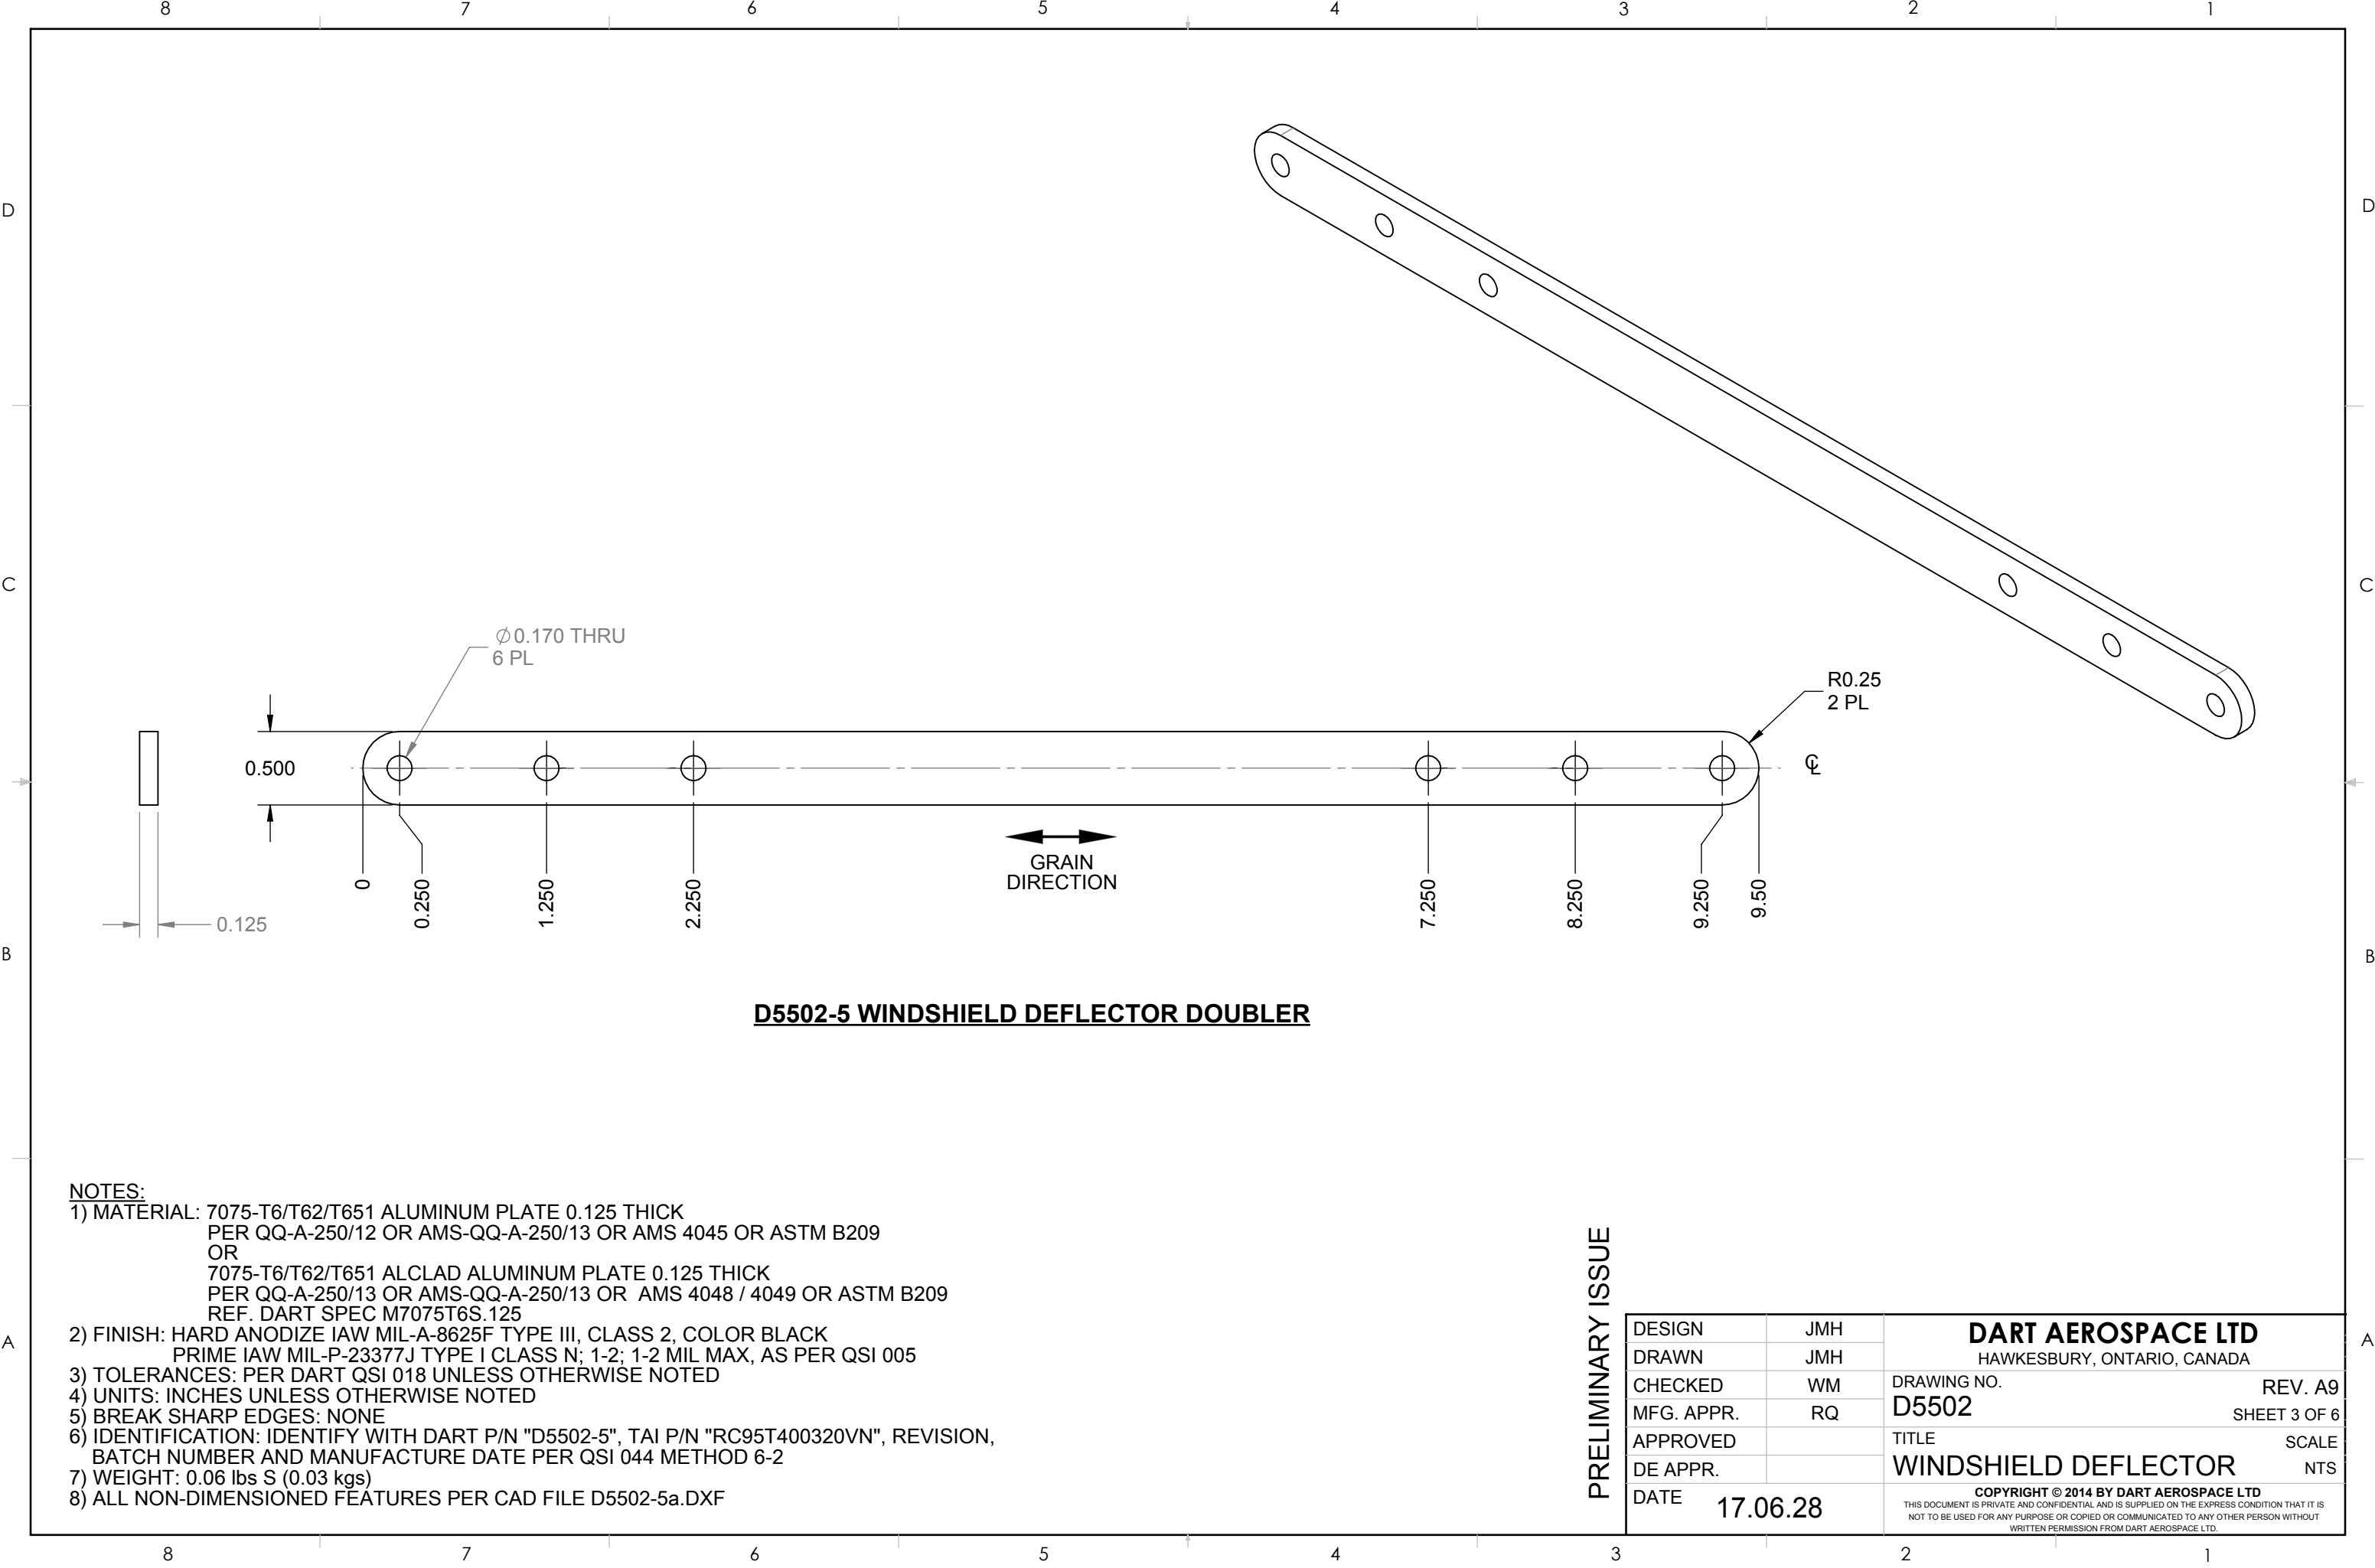 8 7 6 5 4 3 2 1
D D
C C
B B
A A
Ø0.170 THRU
6 PL
R0.25
2 PL
0.500
℄
GRAIN
DIRECTION
0
0.250
1.250
2.250
7.250
8.250
9.250
9.50
0.125
D5502-5 WINDSHIELD DEFLECTOR DOUBLER
NOTES:
1) MATERIAL: 7075-T6/T62/T651 ALUMINUM PLATE 0.125 THICK
PER QQ-A-250/12 OR AMS-QQ-A-250/13 OR AMS 4045 OR ASTM B209
OR
7075-T6/T62/T651 ALCLAD ALUMINUM PLATE 0.125 THICK
PER QQ-A-250/13 OR AMS-QQ-A-250/13 OR AMS 4048 / 4049 OR ASTM B209
REF. DART SPEC M7075T6S.125
2) FINISH: HARD ANODIZE IAW MIL-A-8625F TYPE III, CLASS 2, COLOR BLACK
PRIME IAW MIL-P-23377J TYPE I CLASS N; 1-2; 1-2 MIL MAX, AS PER QSI 005
3) TOLERANCES: PER DART QSI 018 UNLESS OTHERWISE NOTED
4) UNITS: INCHES UNLESS OTHERWISE NOTED
5) BREAK SHARP EDGES: NONE
6) IDENTIFICATION: IDENTIFY WITH DART P/N "D5502-5", TAI P/N "RC95T400320VN", REVISION,
BATCH NUMBER AND MANUFACTURE DATE PER QSI 044 METHOD 6-2
7) WEIGHT: 0.06 lbs S (0.03 kgs)
8) ALL NON-DIMENSIONED FEATURES PER CAD FILE D5502-5a.DXF
PRELIMINARY ISSUE
DESIGN JMH
DRAWN JMH
CHECKED WM
MFG. APPR. RQ
APPROVED
DE APPR.
DATE 17.06.28
DART AEROSPACE LTD
HAWKESBURY, ONTARIO, CANADA
DRAWING NO. REV. A9
D5502 SHEET 3 OF 6
TITLE SCALE
WINDSHIELD DEFLECTOR NTS
COPYRIGHT © 2014 BY DART AEROSPACE LTD
THIS DOCUMENT IS PRIVATE AND CONFIDENTIAL AND IS SUPPLIED ON THE EXPRESS CONDITION THAT IT IS
NOT TO BE USED FOR ANY PURPOSE OR COPIED OR COMMUNICATED TO ANY OTHER PERSON WITHOUT
WRITTEN PERMISSION FROM DART AEROSPACE LTD.
8 7 6 5 4 3 2 1